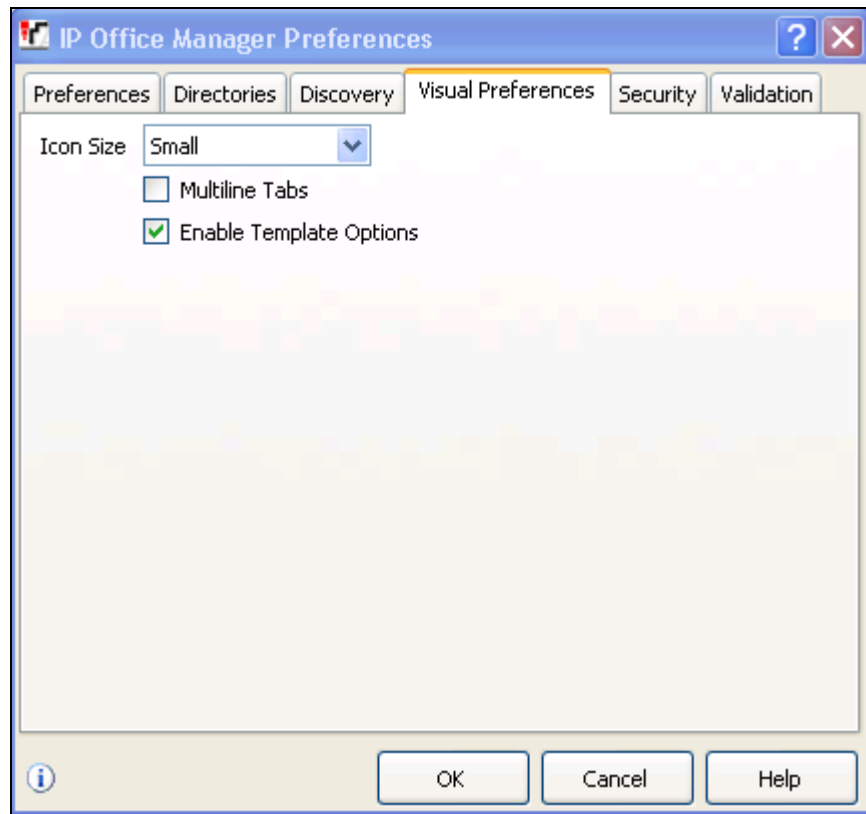 IP Office Manager Preferences
Preferences Directories Discovery Visual Preferences Security Validation
Icon Size Small
Multiline Tabs
Enable Template Options
OK Cancel Help